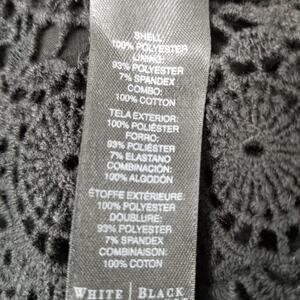 SHELL:
100% POLYESTER
LINING:
93% POLYESTER
7% SPANDEX
COMBO:
100% COTTON
TELA EXTERIOR:
100% POLIÉSTER
FORRO:
93% POLIÉSTER
7% ELASTANO
COMBINACIÓN:
100% ALGODÓN
ÉTOFFE EXTÉRIEURE:
100% POLYESTER
DOUBLURE:
93% POLYESTER
7% SPANDEX
COMBINAISON:
100% COTON
WHITE | BLACK